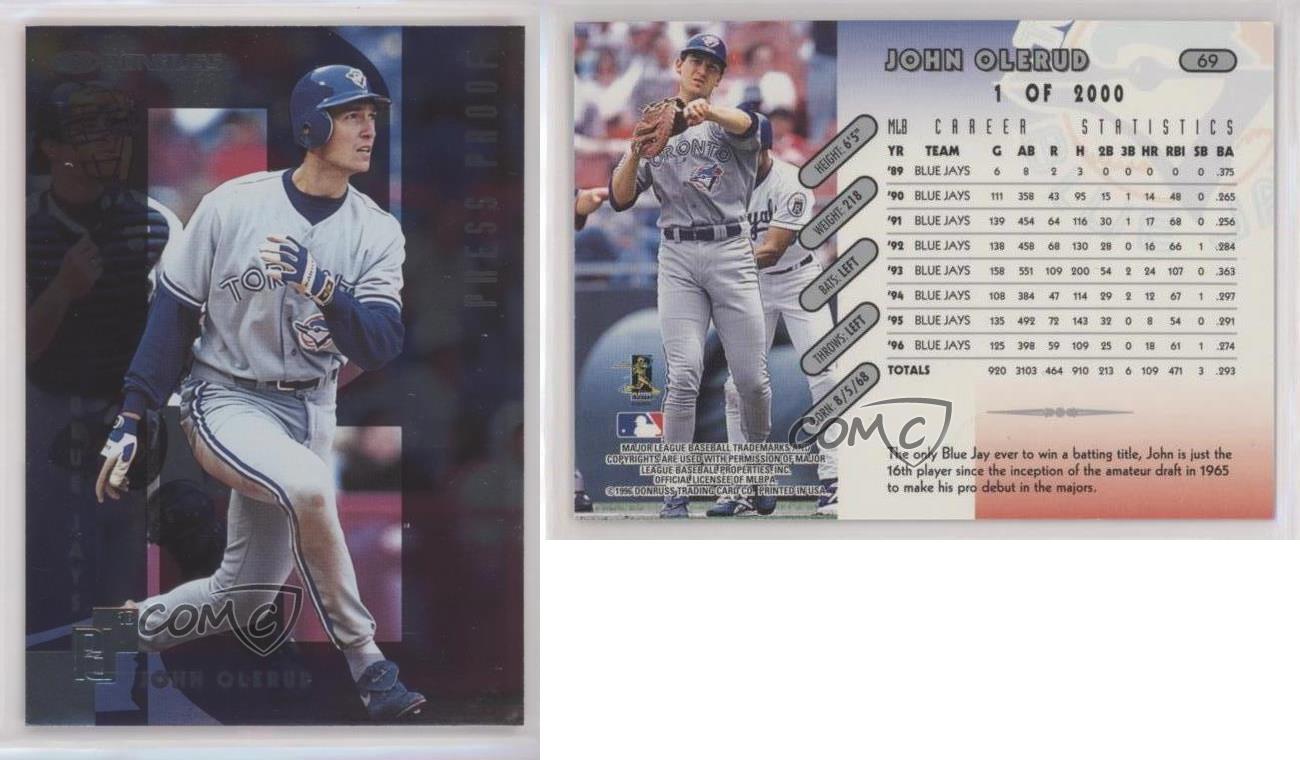 DONRUSS
PRESS PROOF
TORONTO
BLUE JAYS
1B
JOHN OLERUD
COMC
JOHN OLERUD
69
1 OF 2000
MLB CAREER STATISTICS
YR TEAM G AB R H 2B 3B HR RBI SB BA
'89 BLUE JAYS 6 8 2 3 0 0 0 0 0 .375
'90 BLUE JAYS 111 358 43 95 15 1 14 48 0 .265
'91 BLUE JAYS 139 454 64 116 30 1 17 68 0 .256
'92 BLUE JAYS 138 458 68 130 28 0 16 66 1 .284
'93 BLUE JAYS 158 551 109 200 54 2 24 107 0 .363
'94 BLUE JAYS 108 384 47 114 29 2 12 67 1 .297
'95 BLUE JAYS 135 492 72 143 32 0 8 54 0 .291
'96 BLUE JAYS 125 398 59 109 25 0 18 61 1 .274
TOTALS 920 3103 464 910 213 6 109 471 3 .293
HEIGHT: 6'5"
WEIGHT: 218
BATS: LEFT
THROWS: LEFT
BORN: 8/5/68
TORONTO
COMC
The only Blue Jay ever to win a batting title, John is just the
16th player since the inception of the amateur draft in 1965
to make his pro debut in the majors.
MAJOR LEAGUE BASEBALL TRADEMARKS AND
COPYRIGHTS ARE USED WITH PERMISSION OF MAJOR
LEAGUE BASEBALL PROPERTIES, INC.
OFFICIAL LICENSEE OF MLBPA
©1996 DONRUSS TRADING CARD CO. PRINTED IN USA